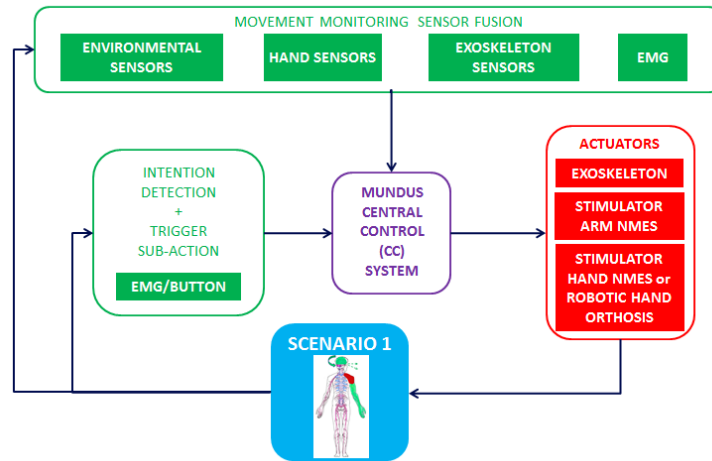 MOVEMENT MONITORING SENSOR FUSION
ENVIRONMENTAL
SENSORS
HAND SENSORS
EXOSKELETON
SENSORS
EMG
INTENTION
DETECTION
+
TRIGGER
SUB-ACTION
EMG/BUTTON
MUNDUS
CENTRAL
CONTROL
(CC)
SYSTEM
ACTUATORS
EXOSKELETON
STIMULATOR
ARM NMES
STIMULATOR
HAND NMES or
ROBOTIC HAND
ORTHOSIS
SCENARIO 1